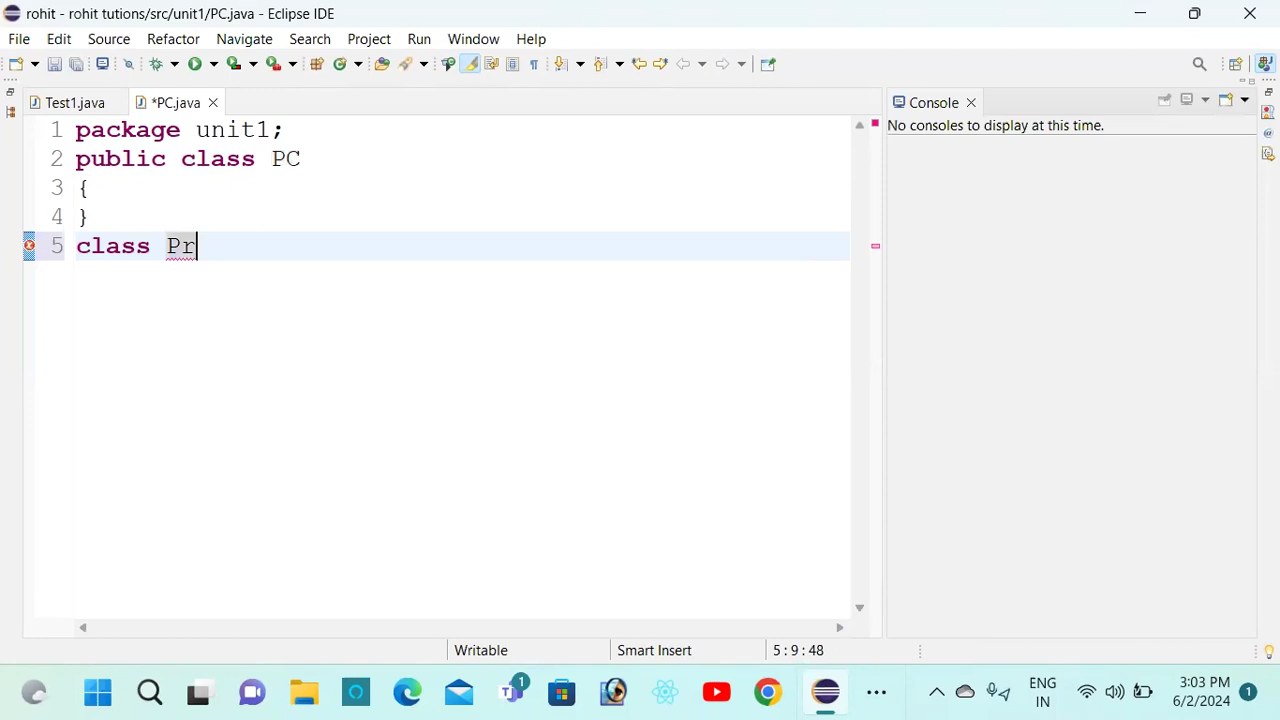 rohit - rohit tutions/src/unit1/PC.java - Eclipse IDE
File Edit Source Refactor Navigate Search Project Run Window Help
Test1.java *PC.java Console
No consoles to display at this time.
1 package unit1;
2 public class PC
3 {
4 }
5 class Pr
Writable Smart Insert 5 : 9 : 48
1
ENG
IN
3:03 PM
6/2/2024
1